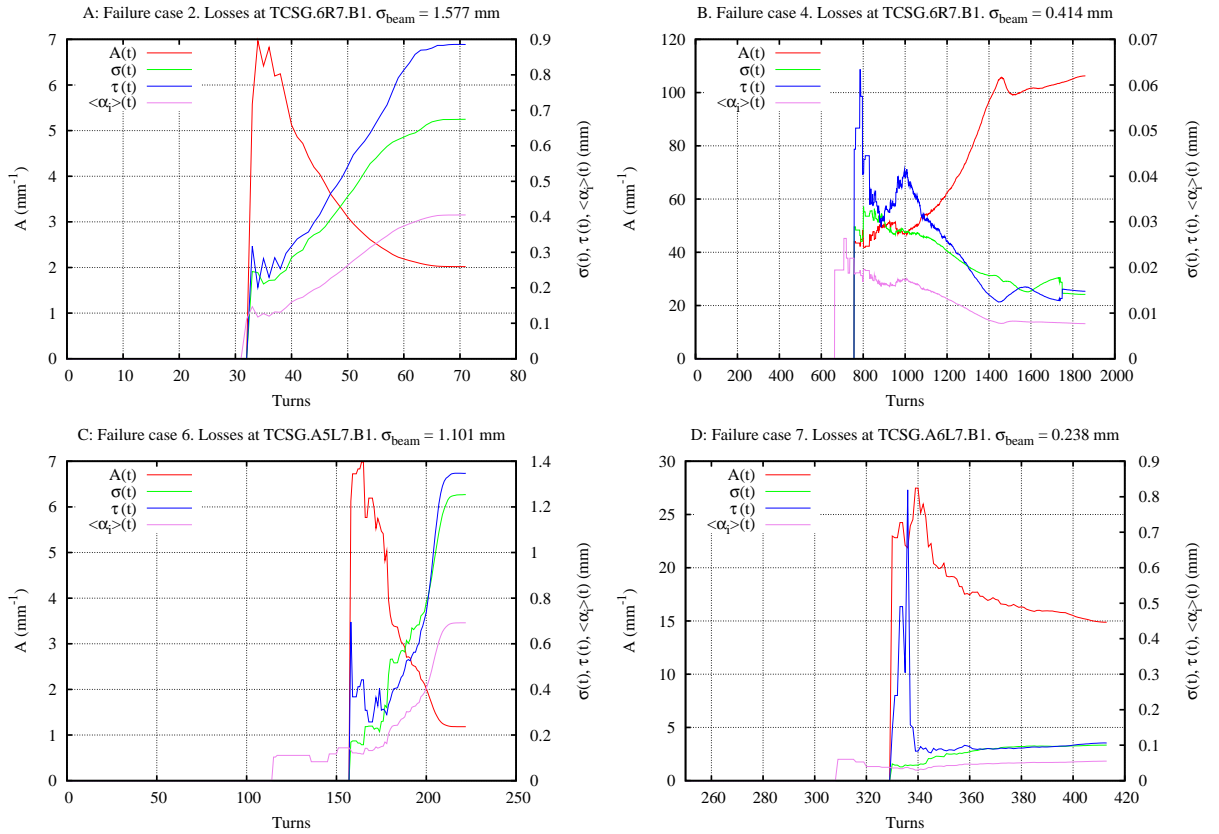 A: Failure case 2. Losses at TCSG.6R7.B1. σbeam = 1.577 mm
A(t)
σ(t)
τ (t)
<αi>(t)
A (mm-1)
7
6
5
4
3
2
1
0
0.9
0.8
0.7
0.6
0.5
0.4
0.3
0.2
0.1
0
σ(t), τ (t), <αi>(t) (mm)
0 10 20 30 40 50 60 70 80
Turns
B. Failure case 4. Losses at TCSG.6R7.B1. σbeam = 0.414 mm
A(t)
σ(t)
τ (t)
<αi>(t)
A (mm-1)
120
100
80
60
40
20
0
0.07
0.06
0.05
0.04
0.03
0.02
0.01
0
σ(t), τ (t), <αi>(t) (mm)
0 200 400 600 800 1000 1200 1400 1600 1800 2000
Turns
C: Failure case 6. Losses at TCSG.A5L7.B1. σbeam = 1.101 mm
A(t)
σ(t)
τ (t)
<αi>(t)
A (mm-1)
7
6
5
4
3
2
1
0
1.4
1.2
1
0.8
0.6
0.4
0.2
0
σ(t), τ (t), <αi>(t) (mm)
0 50 100 150 200 250
Turns
D: Failure case 7. Losses at TCSG.A6L7.B1. σbeam = 0.238 mm
A(t)
σ(t)
τ (t)
<αi>(t)
A (mm-1)
30
25
20
15
10
5
0
0.9
0.8
0.7
0.6
0.5
0.4
0.3
0.2
0.1
0
σ(t), τ (t), <αi>(t) (mm)
260 280 300 320 340 360 380 400 420
Turns